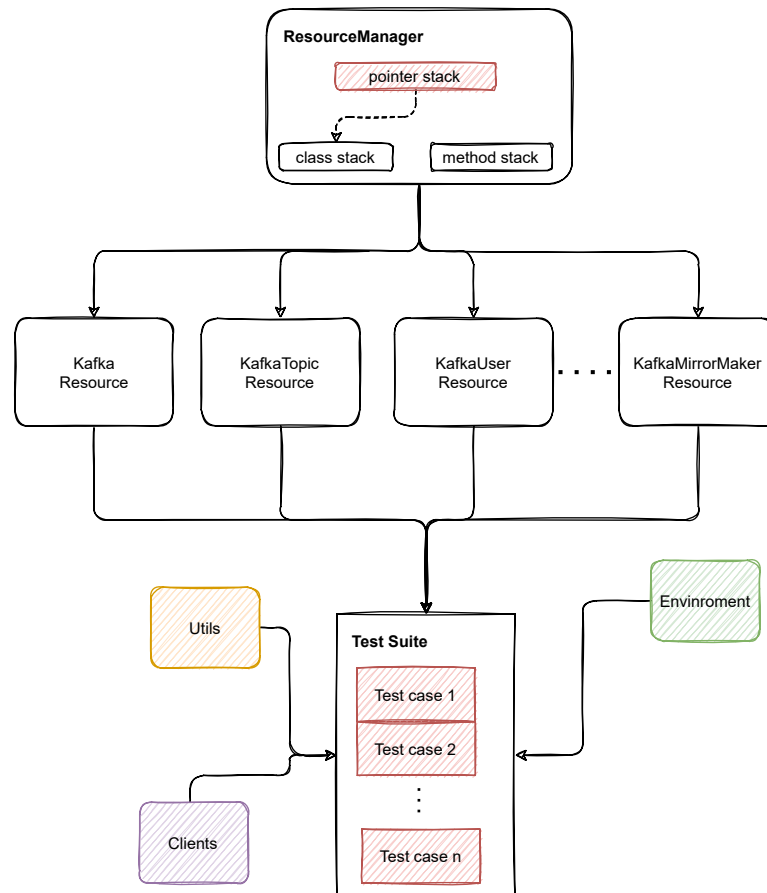 ResourceManager
pointer stack
class stack
method stack
Kafka
Resource
KafkaTopic
Resource
KafkaUser
Resource
. . . .
KafkaMirrorMaker
Resource
Utils
Envinroment
Test Suite
Test case 1
Test case 2
Test case n
Clients